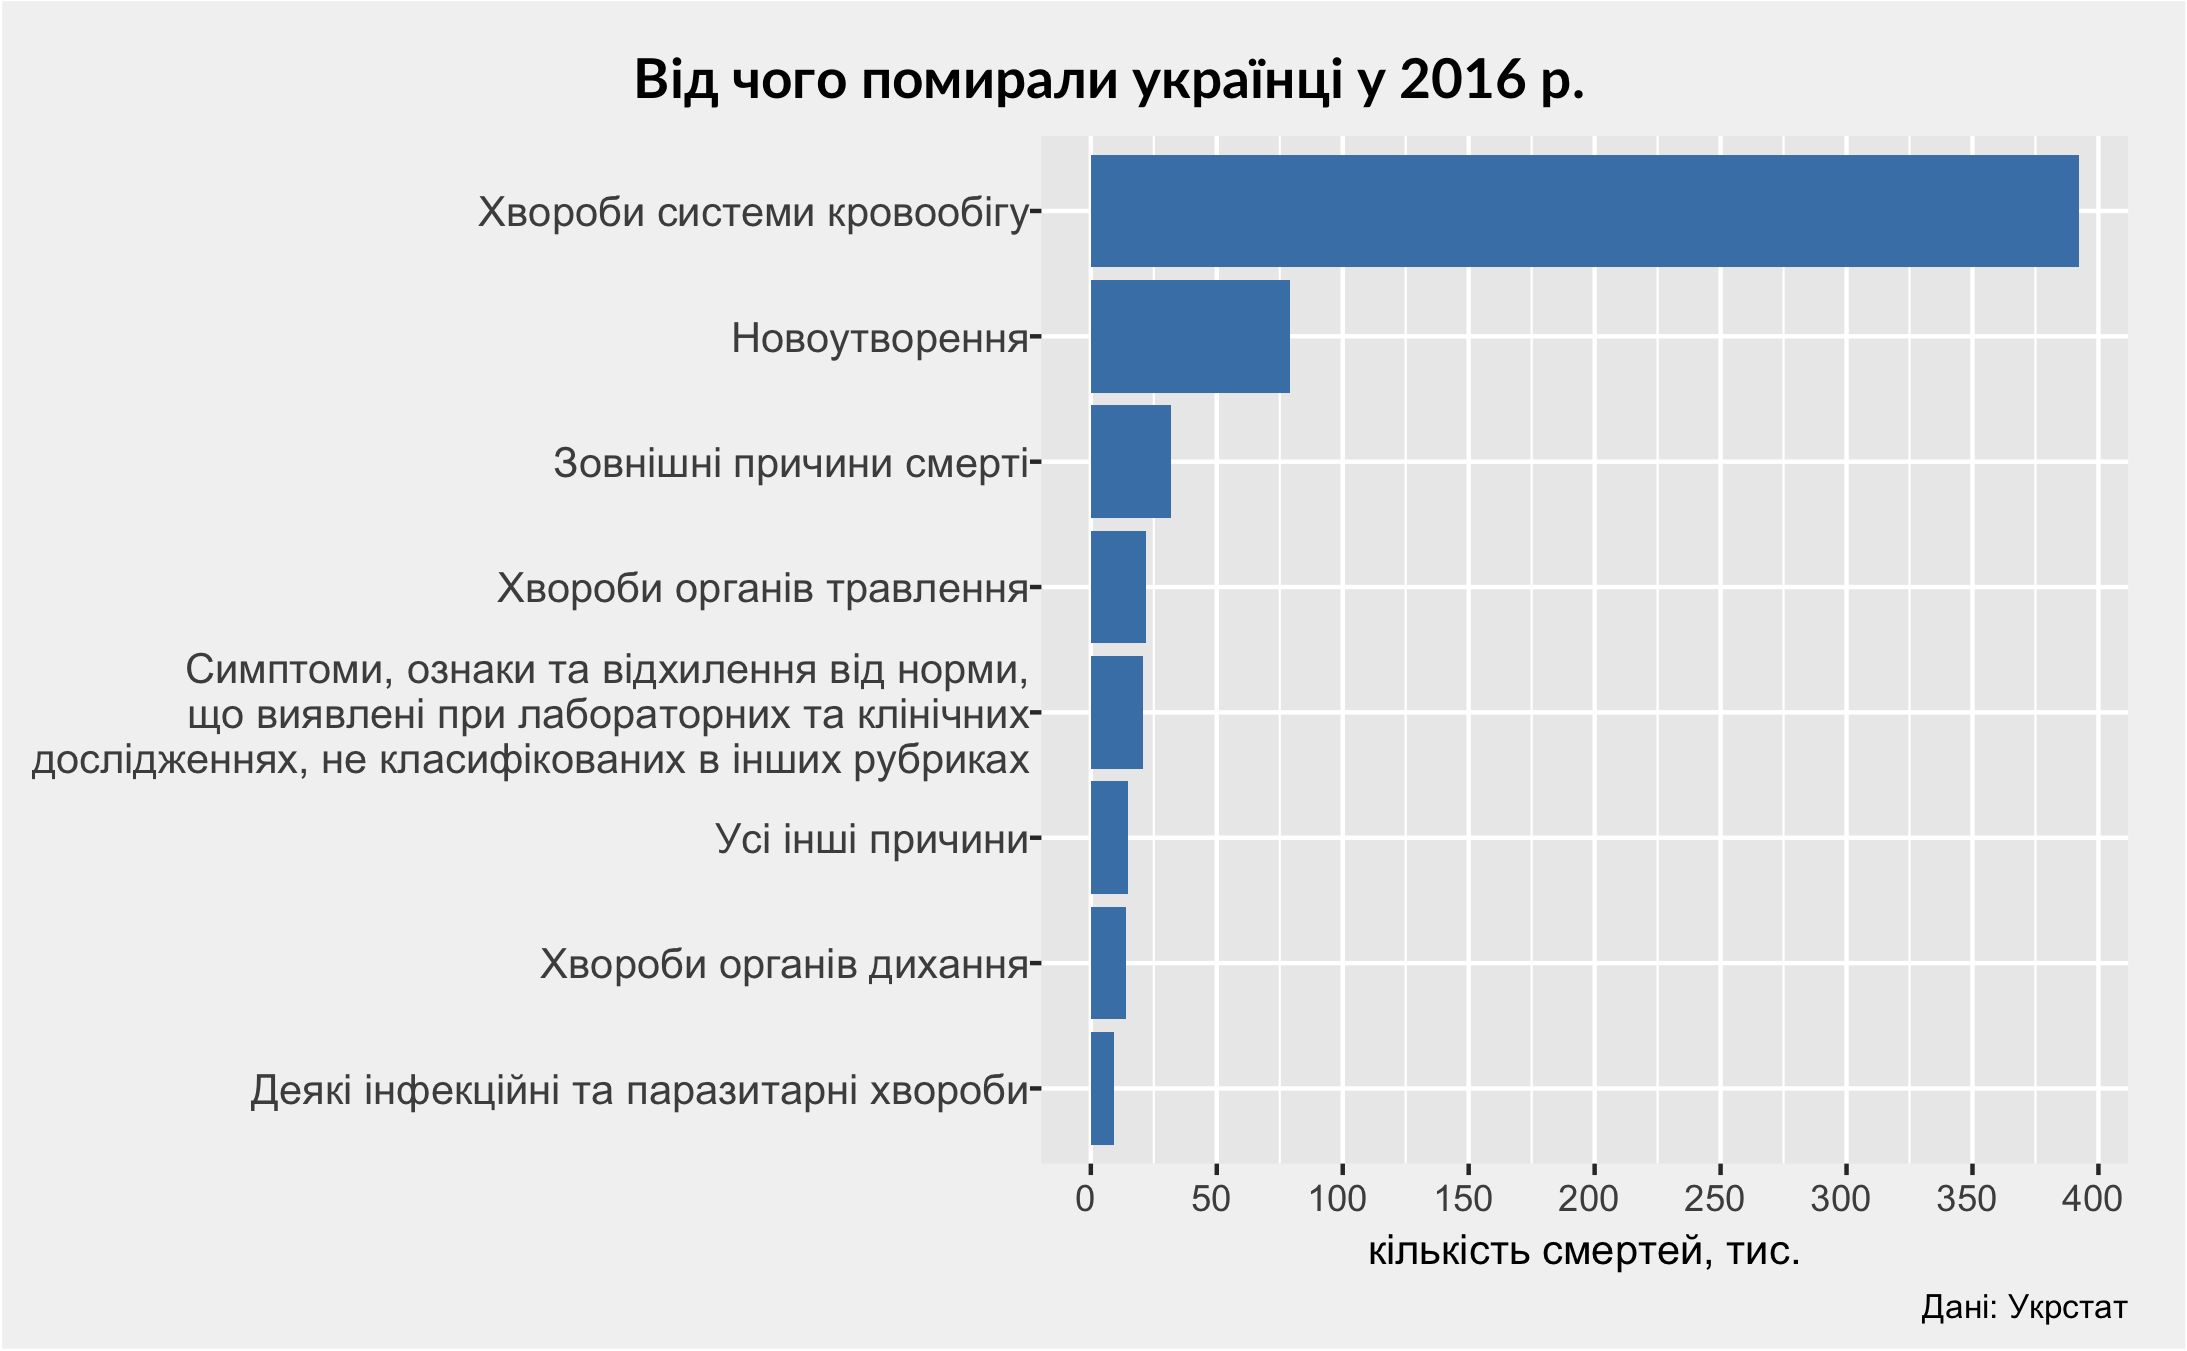 Від чого помирали українці у 2016 р.
Хвороби системи кровообігу
Новоутворення
Зовнішні причини смерті
Хвороби органів травлення
Симптоми, ознаки та відхилення від норми,
що виявлені при лабораторних та клінічних
дослідженнях, не класифікованих в інших рубриках
Усі інші причини
Хвороби органів дихання
Деякі інфекційні та паразитарні хвороби
0 50 100 150 200 250 300 350 400
кількість смертей, тис.
Дані: Укрстат